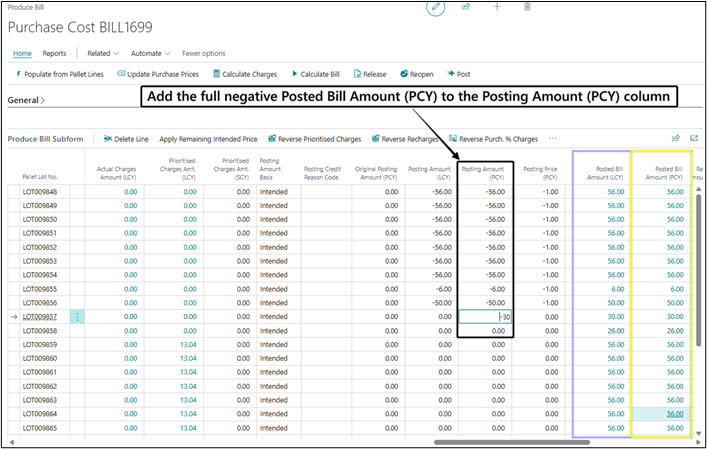 Produce Bill
Purchase Cost BILL1699
Home Reports Related Automate Fewer options
Populate from Pallet Lines Update Purchase Prices Calculate Charges Calculate Bill Release Reopen Post
General
Add the full negative Posted Bill Amount (PCY) to the Posting Amount (PCY) column
Produce Bill Subform Delete Line Apply Remaining Intended Price Reverse Prioritised Charges Reverse Recharges Reverse Purch. % Charges ...
Pallet Lot No. Actual Charges Amount (LCY) Prioritised Charges Amt. (LCY) Prioritised Charges Amt. (SCY) Posting Amount Basis Posting Credit Reason Code Original Posting Amount (PCY) Posting Amount (LCY) Posting Amount (PCY) Posting Price (PCY) Posted Bill Amount (LCY) Posted Bill Amount (PCY)
LOT009848 0.00 0.00 0.00 Intended 0.00 -56.00 -56.00 -1.00 56.00 56.00
LOT009849 0.00 0.00 0.00 Intended 0.00 -56.00 -56.00 -1.00 56.00 56.00
LOT009850 0.00 0.00 0.00 Intended 0.00 -56.00 -56.00 -1.00 56.00 56.00
LOT009851 0.00 0.00 0.00 Intended 0.00 -56.00 -56.00 -1.00 56.00 56.00
LOT009852 0.00 0.00 0.00 Intended 0.00 -56.00 -56.00 -1.00 56.00 56.00
LOT009853 0.00 0.00 0.00 Intended 0.00 -56.00 -56.00 -1.00 56.00 56.00
LOT009854 0.00 0.00 0.00 Intended 0.00 -56.00 -56.00 -1.00 56.00 56.00
LOT009855 0.00 0.00 0.00 Intended 0.00 -6.00 -6.00 -1.00 6.00 6.00
LOT009856 0.00 0.00 0.00 Intended 0.00 -50.00 -50.00 -1.00 50.00 50.00
LOT009857 0.00 0.00 0.00 Intended 0.00 0.00 -30 0.00 30.00 30.00
LOT009858 0.00 0.00 0.00 Intended 0.00 0.00 0.00 0.00 26.00 26.00
LOT009859 0.00 13.04 0.00 Intended 0.00 0.00 0.00 0.00 56.00 56.00
LOT009860 0.00 13.04 0.00 Intended 0.00 0.00 0.00 0.00 56.00 56.00
LOT009861 0.00 13.04 0.00 Intended 0.00 0.00 0.00 0.00 56.00 56.00
LOT009862 0.00 13.04 0.00 Intended 0.00 0.00 0.00 0.00 56.00 56.00
LOT009863 0.00 13.04 0.00 Intended 0.00 0.00 0.00 0.00 56.00 56.00
LOT009864 0.00 13.04 0.00 Intended 0.00 0.00 0.00 0.00 56.00 56.00
LOT009865 0.00 13.04 0.00 Intended 0.00 0.00 0.00 0.00 56.00 56.00